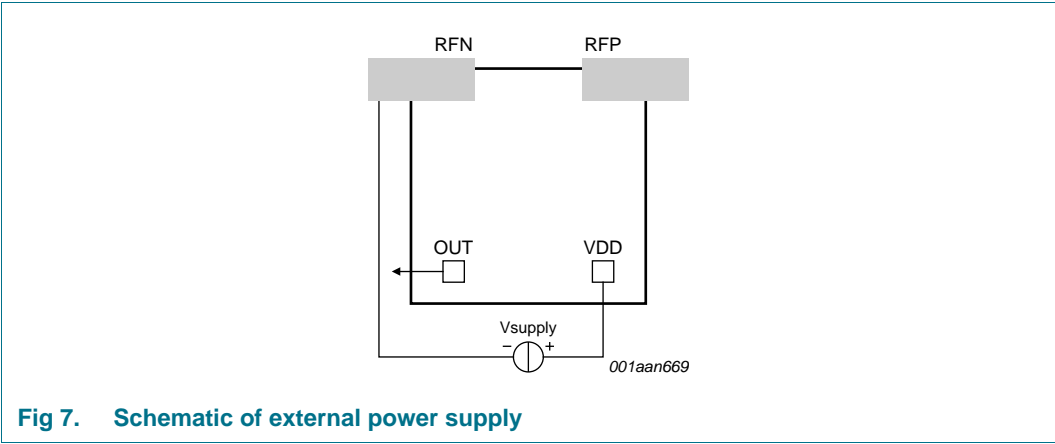 RFN RFP
OUT VDD
Vsupply
− +
001aan669
Fig 7. Schematic of external power supply